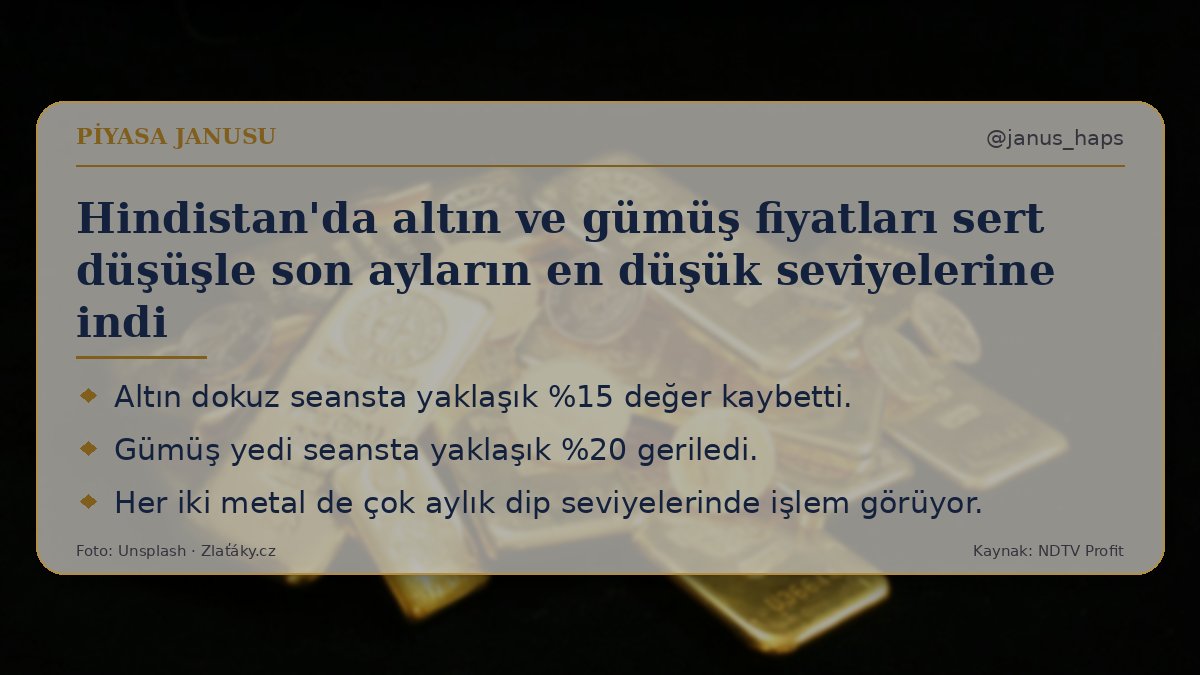 PİYASA JANUSU
@janus_haps
Hindistan'da altın ve gümüş fiyatları sert
düşüşle son ayların en düşük seviyelerine
indi
Altın dokuz seansta yaklaşık %15 değer kaybetti.
Gümüş yedi seansta yaklaşık %20 geriledi.
Her iki metal de çok aylık dip seviyelerinde işlem görüyor.
Foto: Unsplash · Zlaťáky.cz
Kaynak: NDTV Profit